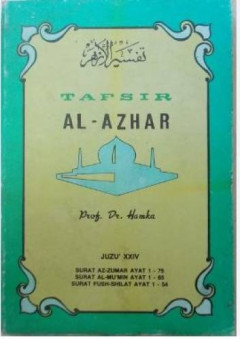 تفسير الأزهر
TAFSIR
AL-AZHAR
Prof. Dr. Hamka
JUZU' XXIV
SURAT AZ-ZUMAR AYAT 1 - 75
SURAT AL-MU'MIN AYAT 1 - 85
SURAT FUSH-SHILAT AYAT 1 - 54